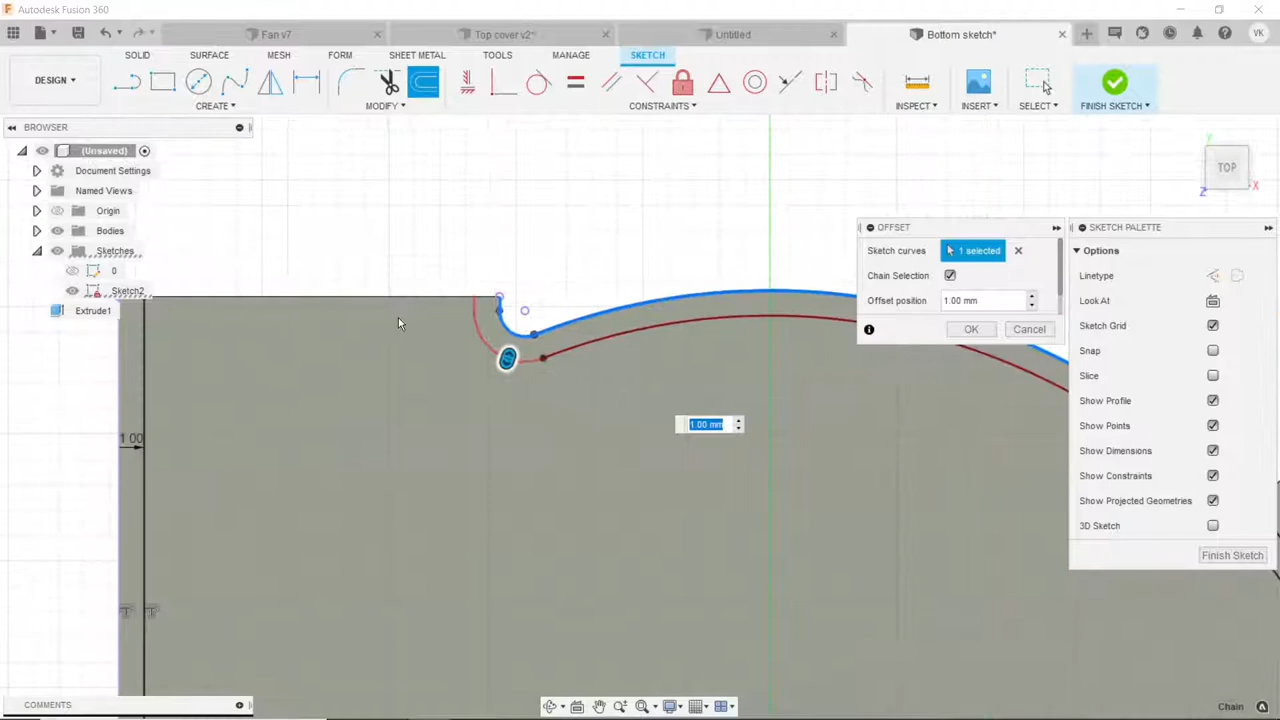 Autodesk Fusion 360
Fan v7
Top cover v2*
Untitled
Bottom sketch*
VK
DESIGN
SOLID
SURFACE
MESH
FORM
SHEET METAL
TOOLS
MANAGE
SKETCH
CREATE
MODIFY
CONSTRAINTS
INSPECT
INSERT
SELECT
FINISH SKETCH
BROWSER
(Unsaved)
Document Settings
Named Views
Origin
Bodies
Sketches
0
Sketch2
Extrude1
Y
TOP
X
Z
OFFSET
Sketch curves
1 selected
Chain Selection
Offset position
1.00 mm
OK
Cancel
SKETCH PALETTE
Options
Linetype
Look At
Sketch Grid
Snap
Slice
Show Profile
Show Points
Show Dimensions
Show Constraints
Show Projected Geometries
3D Sketch
Finish Sketch
1.00 mm
1.00
COMMENTS
Chain